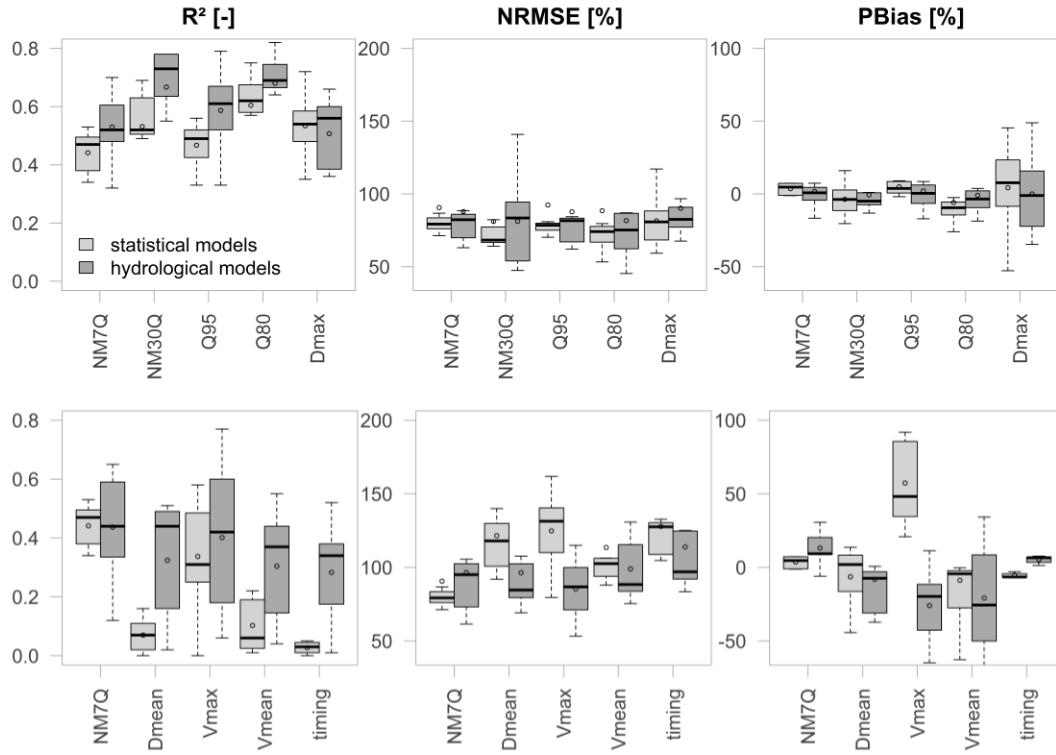 R² [-]
NRMSE [%]
PBias [%]
0.8
0.6
0.4
0.2
0.0
statistical models
hydrological models
NM7Q
NM30Q
Q95
Q80
Dmax
200
150
100
50
NM7Q
NM30Q
Q95
Q80
Dmax
100
50
0
-50
NM7Q
NM30Q
Q95
Q80
Dmax
0.8
0.6
0.4
0.2
0.0
NM7Q
Dmean
Vmax
Vmean
timing
200
150
100
50
NM7Q
Dmean
Vmax
Vmean
timing
100
50
0
-50
NM7Q
Dmean
Vmax
Vmean
timing